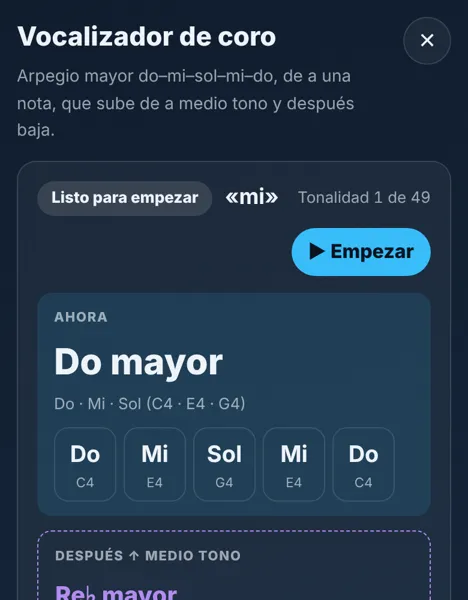 Vocalizador de coro
Arpegio mayor do–mi–sol–mi–do, de a una
nota, que sube de a medio tono y después
baja.
Listo para empezar «mi» Tonalidad 1 de 49
▶ Empezar
AHORA
Do mayor
Do · Mi · Sol (C4 · E4 · G4)
Do Mi Sol Mi Do
C4 E4 G4 E4 C4
DESPUÉS ↑ MEDIO TONO
Re♭ mayor